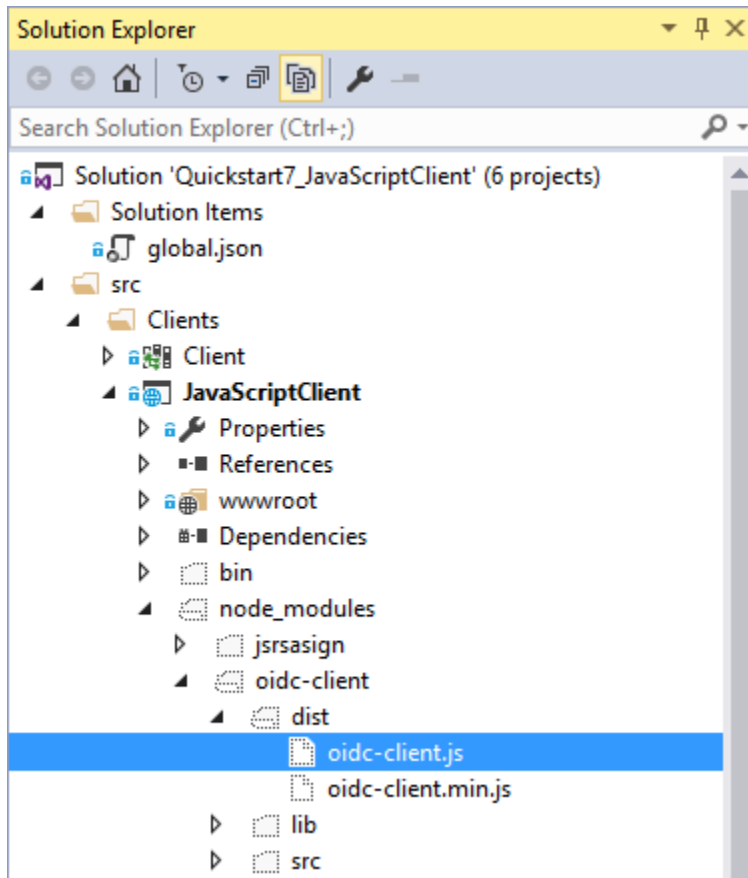 Solution Explorer
Search Solution Explorer (Ctrl+;)
Solution 'Quickstart7_JavaScriptClient' (6 projects)
Solution Items
global.json
src
Clients
Client
JavaScriptClient
Properties
References
wwwroot
Dependencies
bin
node_modules
jsrsasign
oidc-client
dist
oidc-client.js
oidc-client.min.js
lib
src